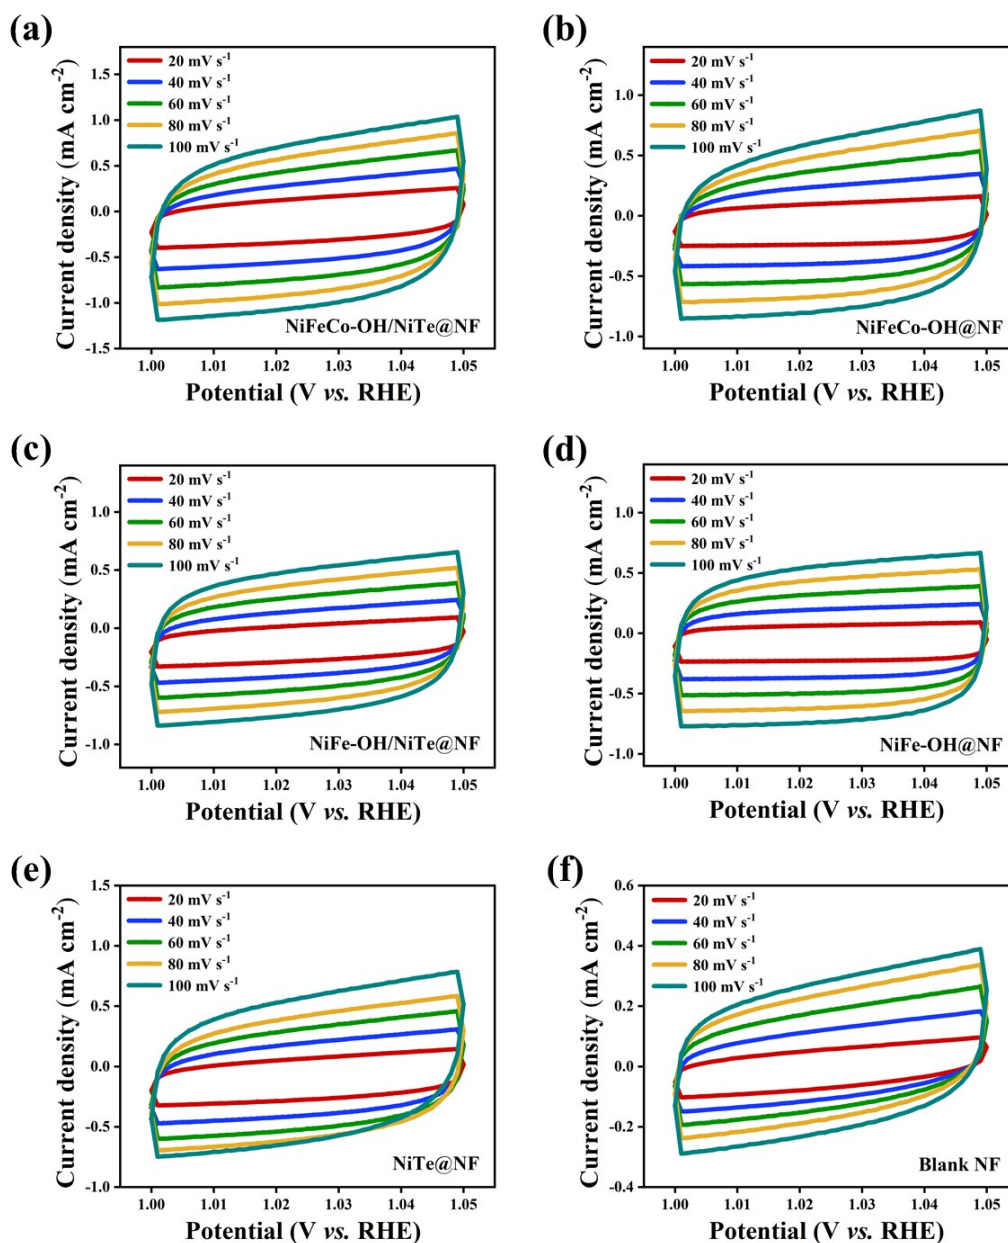 (a)
Current density (mA cm⁻²)
1.5
1.0
0.5
0.0
-0.5
-1.0
-1.5
20 mV s⁻¹
40 mV s⁻¹
60 mV s⁻¹
80 mV s⁻¹
100 mV s⁻¹
NiFeCo-OH/NiTe@NF
1.00 1.01 1.02 1.03 1.04 1.05
Potential (V vs. RHE)
(b)
Current density (mA cm⁻²)
1.0
0.5
0.0
-0.5
-1.0
20 mV s⁻¹
40 mV s⁻¹
60 mV s⁻¹
80 mV s⁻¹
100 mV s⁻¹
NiFeCo-OH@NF
1.00 1.01 1.02 1.03 1.04 1.05
Potential (V vs. RHE)
(c)
Current density (mA cm⁻²)
1.0
0.5
0.0
-0.5
-1.0
20 mV s⁻¹
40 mV s⁻¹
60 mV s⁻¹
80 mV s⁻¹
100 mV s⁻¹
NiFe-OH/NiTe@NF
1.00 1.01 1.02 1.03 1.04 1.05
Potential (V vs. RHE)
(d)
Current density (mA cm⁻²)
1.0
0.5
0.0
-0.5
-1.0
20 mV s⁻¹
40 mV s⁻¹
60 mV s⁻¹
80 mV s⁻¹
100 mV s⁻¹
NiFe-OH@NF
1.00 1.01 1.02 1.03 1.04 1.05
Potential (V vs. RHE)
(e)
Current density (mA cm⁻²)
1.5
1.0
0.5
0.0
-0.5
-1.0
20 mV s⁻¹
40 mV s⁻¹
60 mV s⁻¹
80 mV s⁻¹
100 mV s⁻¹
NiTe@NF
1.00 1.01 1.02 1.03 1.04 1.05
Potential (V vs. RHE)
(f)
Current density (mA cm⁻²)
0.6
0.4
0.2
0.0
-0.2
-0.4
20 mV s⁻¹
40 mV s⁻¹
60 mV s⁻¹
80 mV s⁻¹
100 mV s⁻¹
Blank NF
1.00 1.01 1.02 1.03 1.04 1.05
Potential (V vs. RHE)